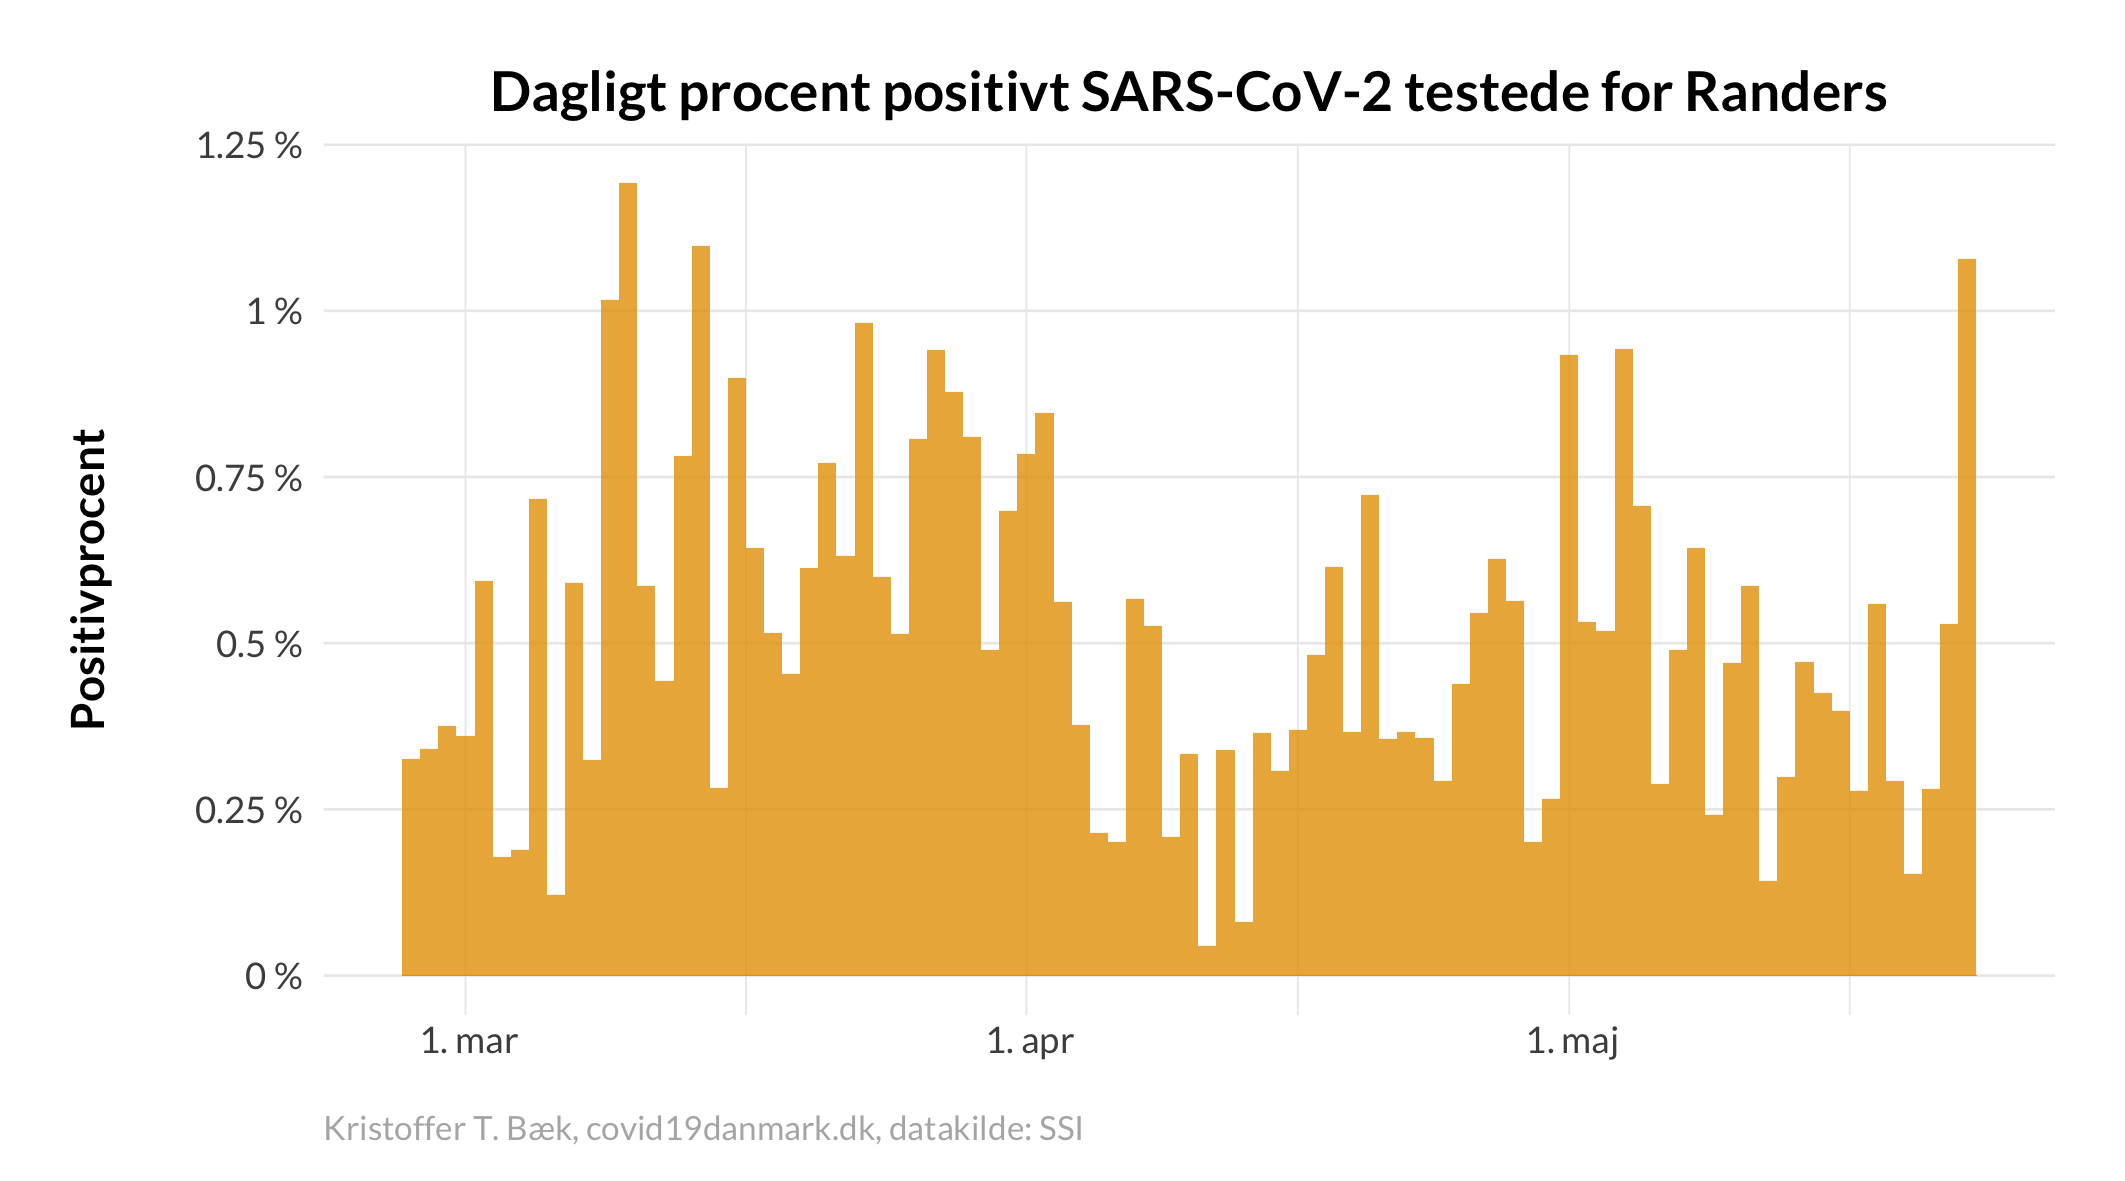 Dagligt procent positivt SARS-CoV-2 testede for Randers
Positivprocent
1.25 %
1 %
0.75 %
0.5 %
0.25 %
0 %
1. mar
1. apr
1. maj
Kristoffer T. Bæk, covid19danmark.dk, datakilde: SSI